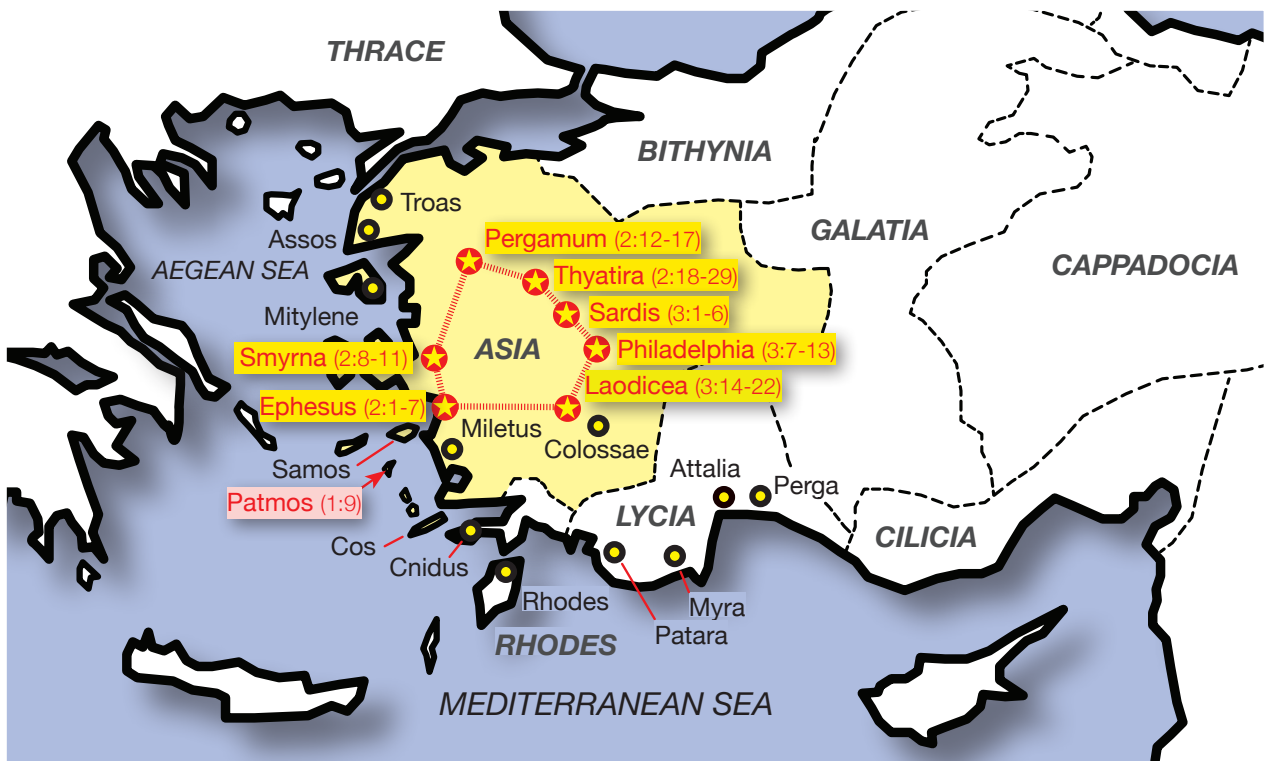 THRACE
BITHYNIA
Troas
Pergamum (2:12-17)
GALATIA
Assos
AEGEAN SEA
Thyatira (2:18-29)
CAPPADOCIA
Mitylene
Sardis (3:1-6)
Smyrna (2:8-11)
ASIA
Philadelphia (3:7-13)
Laodicea (3:14-22)
Ephesus (2:1-7)
Miletus
Colossae
Samos
Attalia
Perga
Patmos (1:9)
LYCIA
CILICIA
Cos
Cnidus
Rhodes
Myra
Patara
RHODES
MEDITERRANEAN SEA